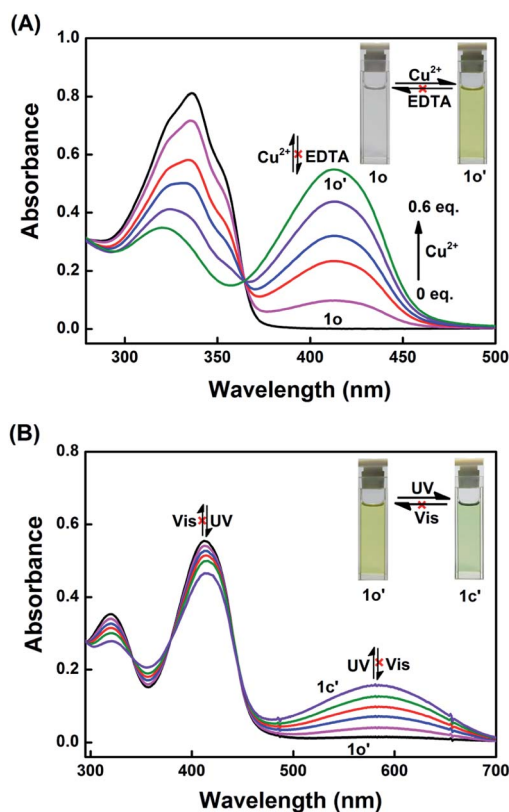 (A)
Absorbance
1.0
0.8
0.6
0.4
0.2
0.0
300
350
400
450
500
Wavelength (nm)
Cu²⁺
EDTA
1o
1o'
Cu²⁺ EDTA
1o'
0.6 eq.
Cu²⁺
0 eq.
1o
(B)
Absorbance
0.8
0.6
0.4
0.2
0.0
300
400
500
600
700
Wavelength (nm)
UV
Vis
1o'
1c'
Vis UV
UV Vis
1c'
1o'